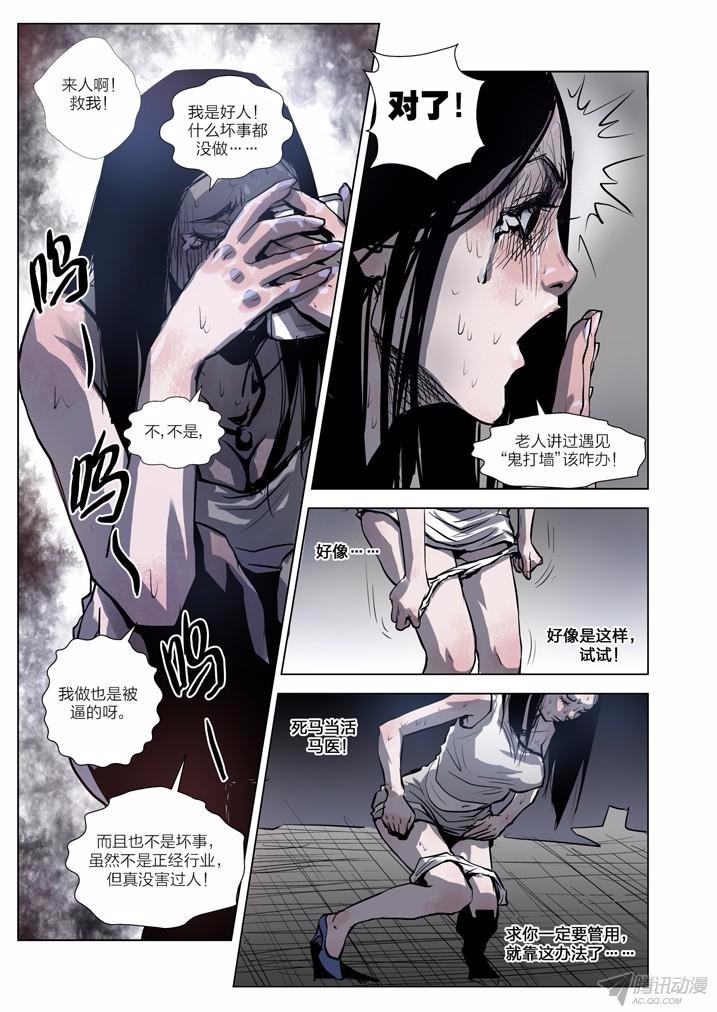 来人啊！
救我！
我是好人！
什么坏事都
没做……
呜
不,不是,
呜
我做也是被
逼的呀。
呜
而且也不是坏事，
虽然不是正经行业，
但真没害过人！
对了！
老人讲过遇见
“鬼打墙”该咋办！
好像……
好像是这样，
试试！
死马当活
马医！
求你一定要管用，
就靠这办法了……
腾讯动漫
AC.QQ.COM